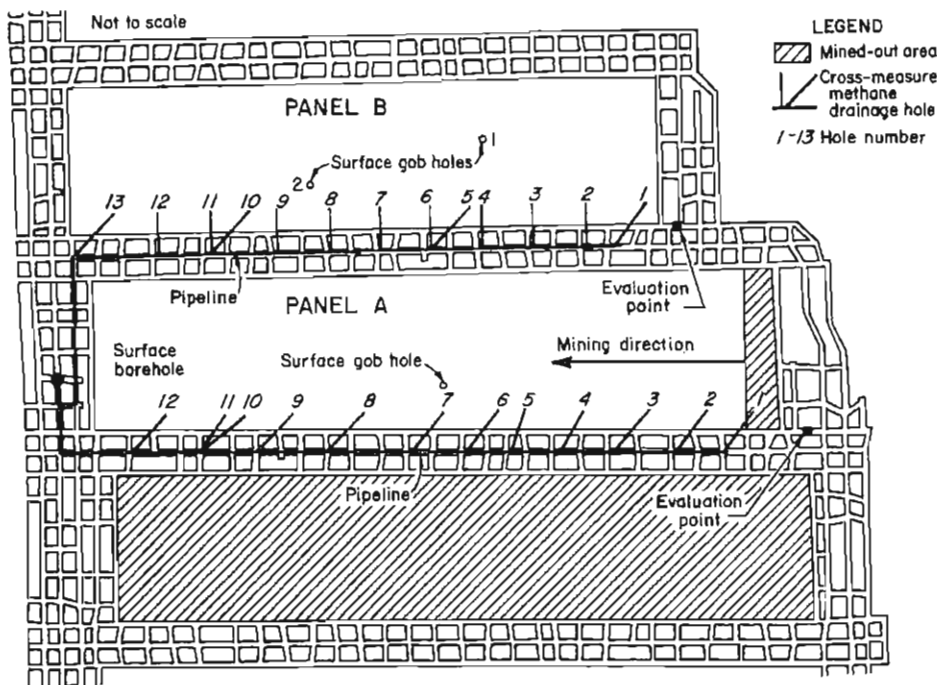 Not to scale
LEGEND
Mined-out area
Cross-measure
methane
drainage hole
1-13 Hole number
PANEL B
1
Surface gob holes
2
13 12 11 10 9 8 7 6 5 4 3 2 1
Pipeline
Evaluation
point
PANEL A
Mining direction
Surface
borehole
Surface gob hole
12 11 10 9 8 7 6 5 4 3 2 1
Pipeline
Evaluation
point